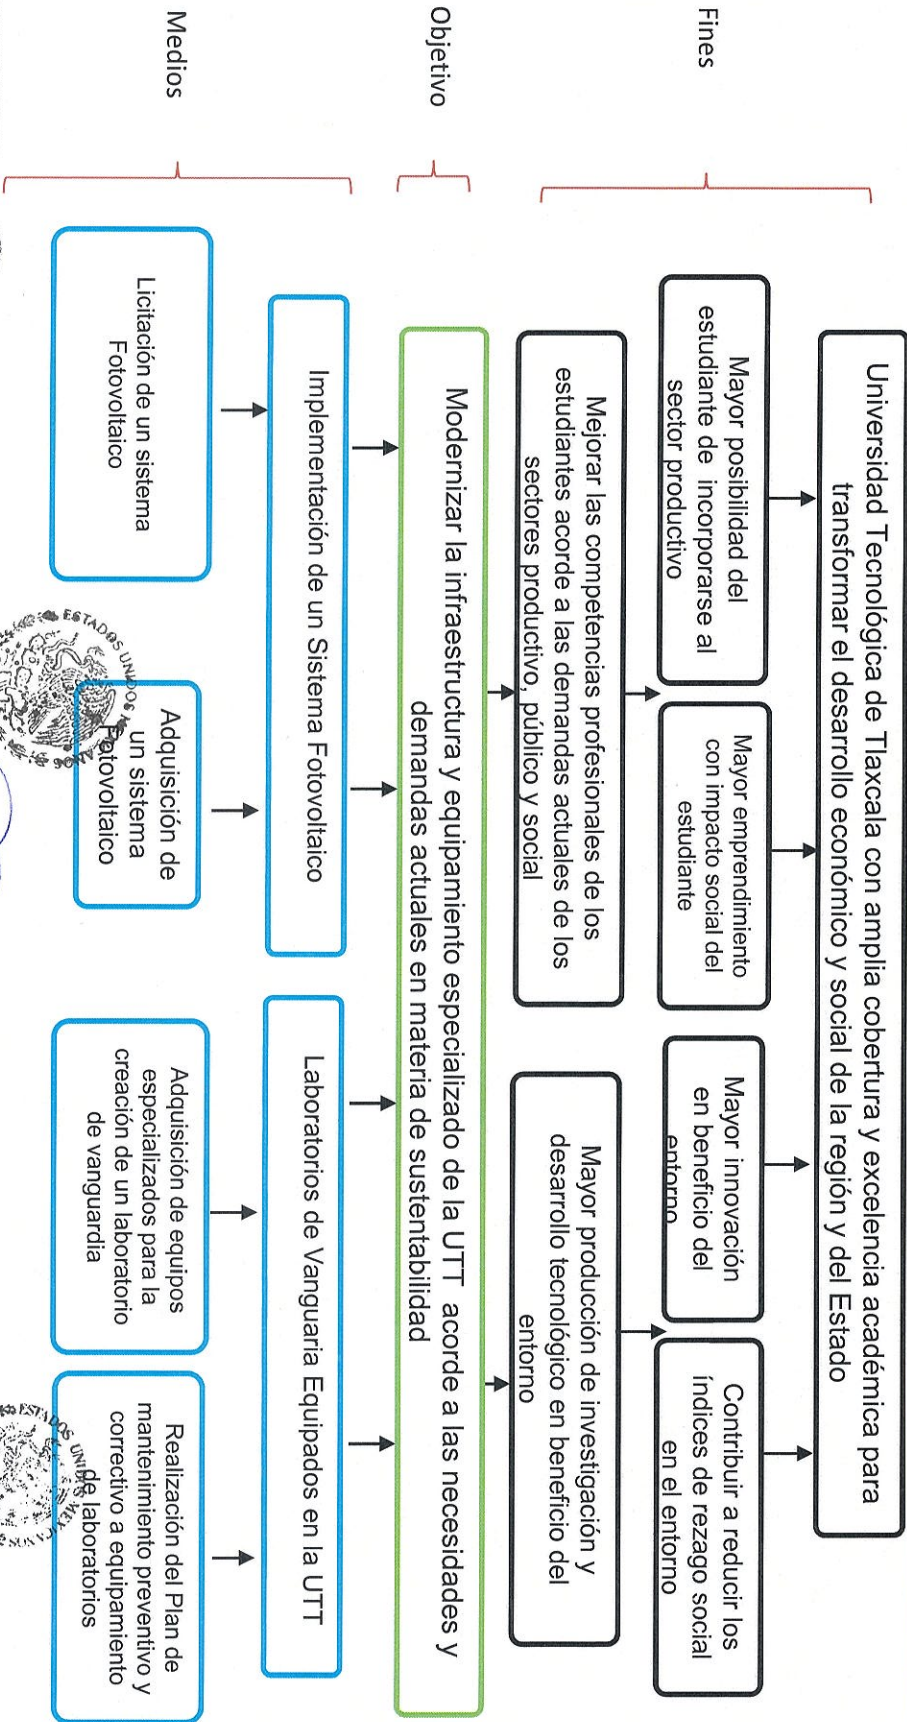 Fines
Universidad Tecnológica de Tlaxcala con amplia cobertura y excelencia académica para
transformar el desarrollo económico y social de la región y del Estado
Mayor posibilidad del
estudiante de incorporarse al
sector productivo
Mayor emprendimiento
con impacto social del
estudiante
Mayor innovación
en beneficio del
entorno
Contribuir a reducir los
índices de rezago social
en el entorno
Mejorar las competencias profesionales de los
estudiantes acorde a las demandas actuales de los
sectores productivo, público y social
Mayor producción de investigación y
desarrollo tecnológico en beneficio del
entorno
Objetivo
Modernizar la infraestructura y equipamiento especializado de la UTT acorde a las necesidades y
demandas actuales en materia de sustentabilidad
Medios
Implementación de un Sistema Fotovoltaico
Laboratorios de Vanguaria Equipados en la UTT
Licitación de un sistema
Fotovoltaico
Adquisición de
un sistema
Fotovoltaico
Adquisición de equipos
especializados para la
creación de un laboratorio
de vanguardia
Realización del Plan de
mantenimiento preventivo y
correctivo a equipamiento
de laboratorios
ESTADOS UNIDOS
ESTADOS UNIDOS MEXICANOS